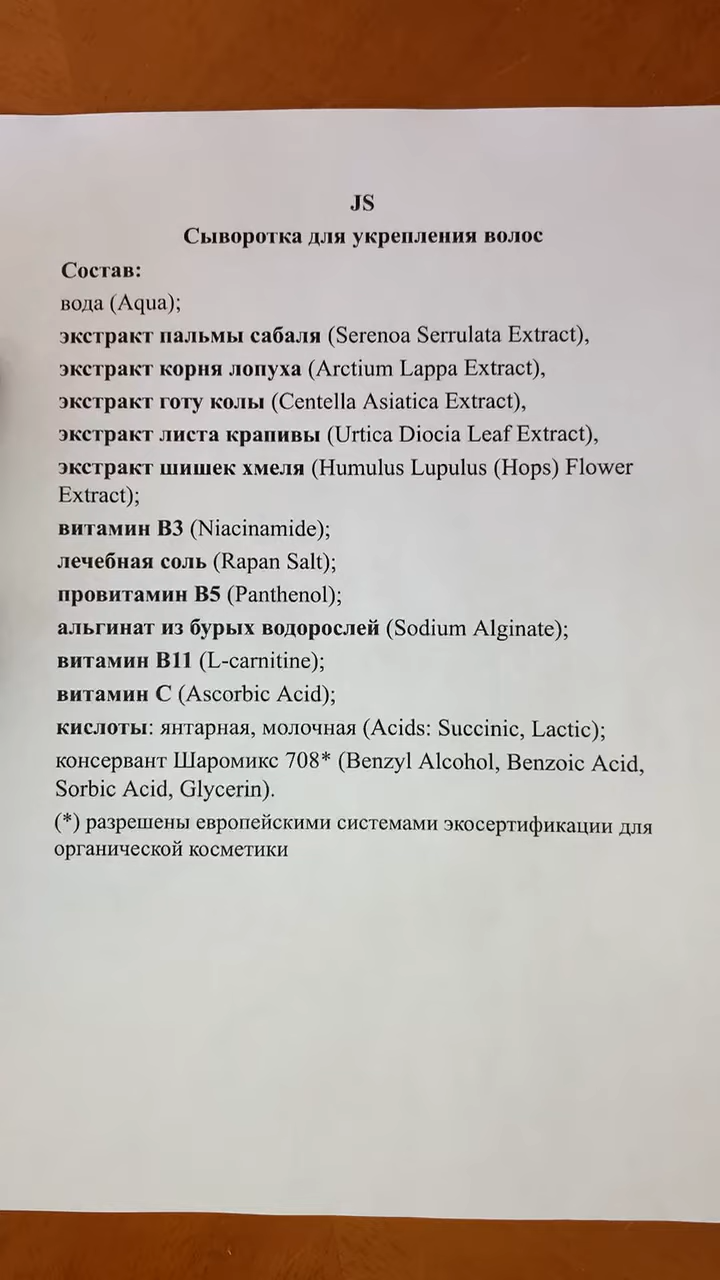 JS
Сыворотка для укрепления волос
Состав:
вода (Aqua);
экстракт пальмы сабаля (Serenoa Serrulata Extract),
экстракт корня лопуха (Arctium Lappa Extract),
экстракт готу колы (Centella Asiatica Extract),
экстракт листа крапивы (Urtica Diocia Leaf Extract),
экстракт шишек хмеля (Humulus Lupulus (Hops) Flower
Extract);
витамин В3 (Niacinamide);
лечебная соль (Rapan Salt);
провитамин В5 (Panthenol);
альгинат из бурых водорослей (Sodium Alginate);
витамин В11 (L-carnitine);
витамин С (Ascorbic Acid);
кислоты: янтарная, молочная (Acids: Succinic, Lactic);
консервант Шаромикс 708* (Benzyl Alcohol, Benzoic Acid,
Sorbic Acid, Glycerin).
(*) разрешены европейскими системами экосертификации для
органической косметики